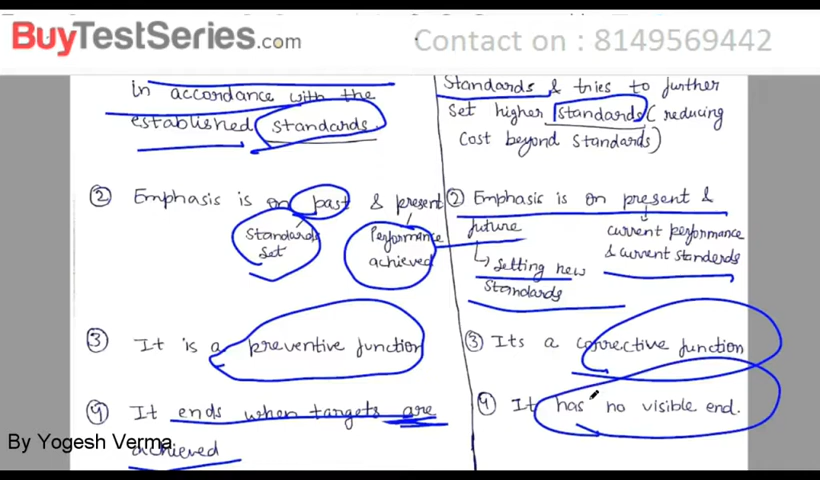 BuyTestSeries.com
Contact on : 8149569442
in accordance with the
established standards
② Emphasis is on past & present
Standards
set
Performance
achieved
③ It is a preventive function
④ It ends when targets are
achieved
Standards & tries to further
set higher standards (reducing
cost beyond standards)
② Emphasis is on present &
future
current performance
& current standards
setting new
standards
③ Its a corrective function
④ It has no visible end.
By Yogesh Verma